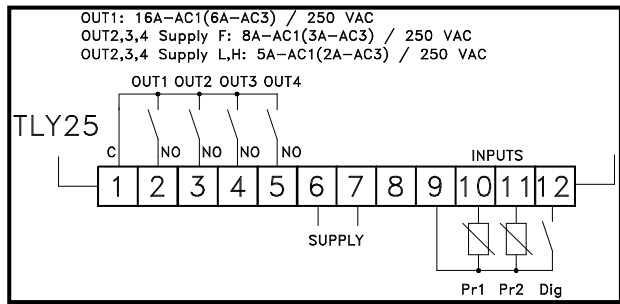 OUT1: 16A-AC1(6A-AC3) / 250 VAC
OUT2,3,4 Supply F: 8A-AC1(3A-AC3) / 250 VAC
OUT2,3,4 Supply L,H: 5A-AC1(2A-AC3) / 250 VAC
OUT1 OUT2 OUT3 OUT4
TLY25
C NO NO NO NO INPUTS
1 2 3 4 5 6 7 8 9 10 11 12
SUPPLY
Pr1 Pr2 Dig